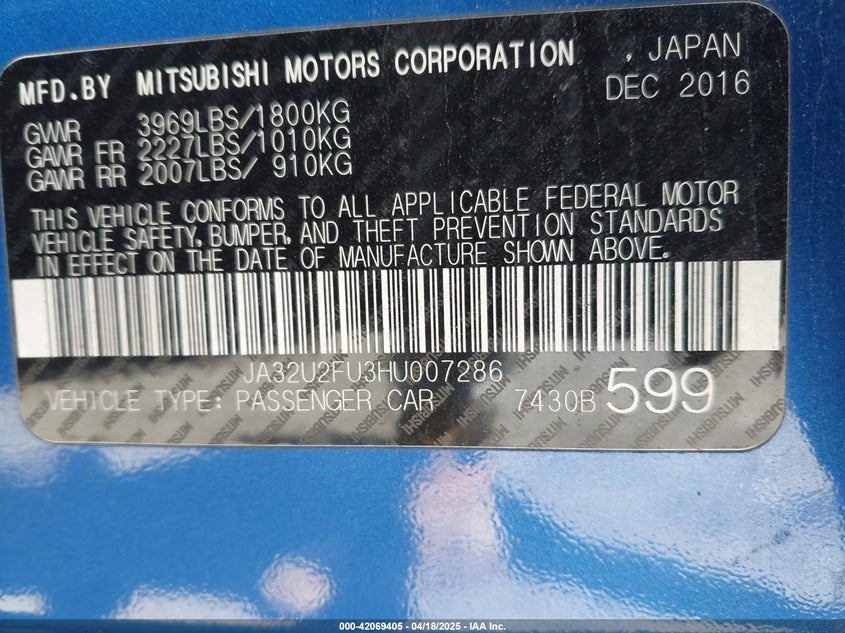 MFD.BY MITSUBISHI MOTORS CORPORATION , JAPAN
DEC 2016
GVWR 3969LBS/1800KG
GAWR FR 2227LBS/1010KG
GAWR RR 2007LBS/ 910KG
THIS VEHICLE CONFORMS TO ALL APPLICABLE FEDERAL MOTOR
VEHICLE SAFETY, BUMPER, AND THEFT PREVENTION STANDARDS
IN EFFECT ON THE DATE OF MANUFACTURE SHOWN ABOVE.
JA32U2FU3HU007286
VEHICLE TYPE: PASSENGER CAR 7430B 599
000-42069405 - 04/18/2025 - IAA Inc.